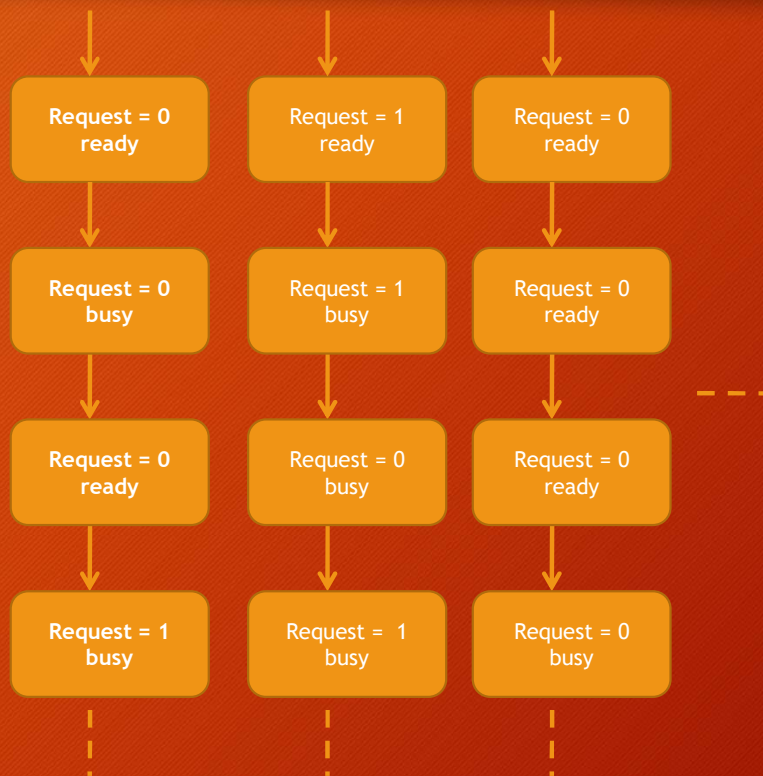 Request = 0
ready
Request = 1
ready
Request = 0
ready
Request = 0
busy
Request = 1
busy
Request = 0
ready
Request = 0
ready
Request = 0
busy
Request = 0
ready
Request = 1
busy
Request =  1
busy
Request = 0
busy